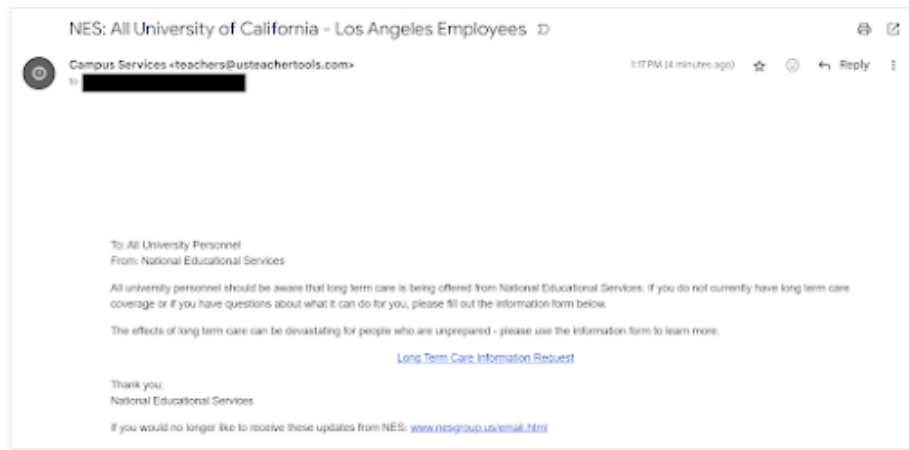 NES: All University of California - Los Angeles Employees
Campus Services <teachers@usteachertools.com>
1:17 PM (4 minutes ago)
Reply
to
To: All University Personnel
From: National Educational Services
All university personnel should be aware that long term care is being offered from National Educational Services. If you do not currently have long term care
coverage or if you have questions about what it can do for you, please fill out the information form below.
The effects of long term care can be devastating for people who are unprepared - please use the information form to learn more.
Long Term Care Information Request
Thank you,
National Educational Services
If you would no longer like to receive these updates from NES: www.nesgroup.us/email.html